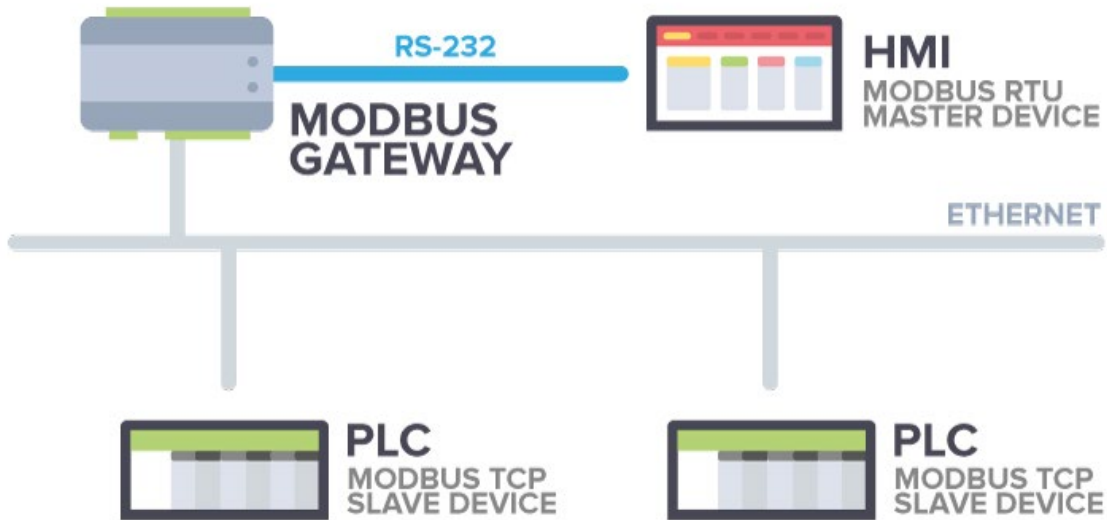 RS-232
HMI
MODBUS RTU
MASTER DEVICE
MODBUS
GATEWAY
ETHERNET
PLC
MODBUS TCP
SLAVE DEVICE
PLC
MODBUS TCP
SLAVE DEVICE